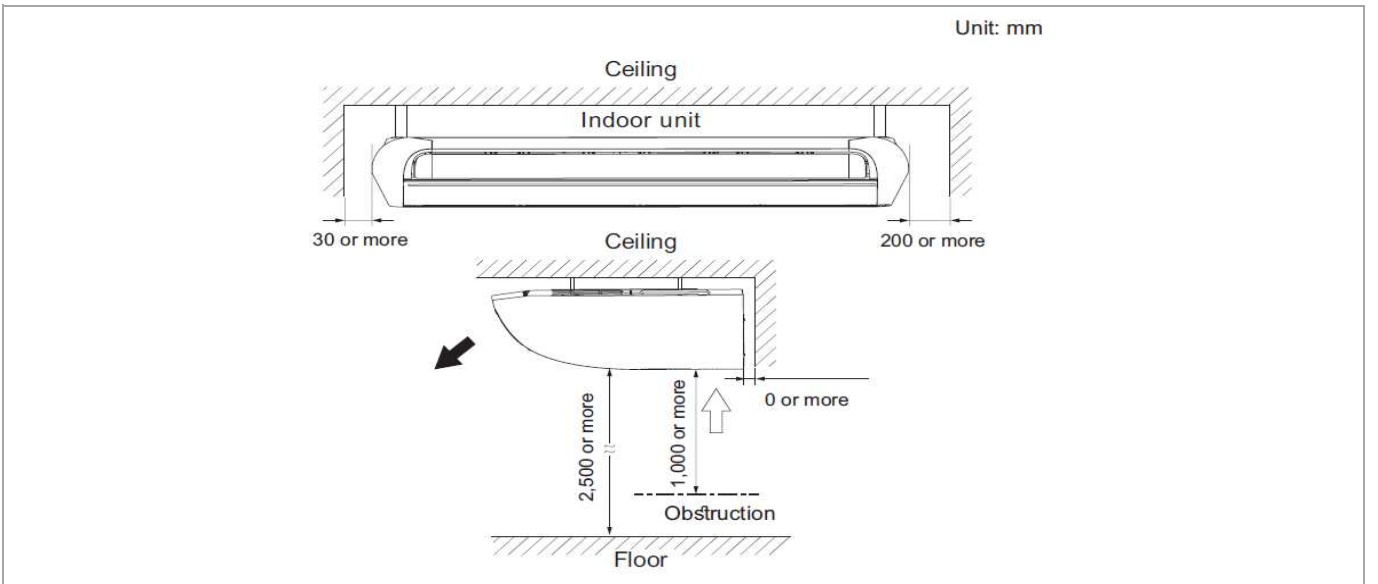 Unit: mm
Ceiling
Indoor unit
30 or more
200 or more
Ceiling
0 or more
2,500 or more
1,000 or more
Obstruction
Floor